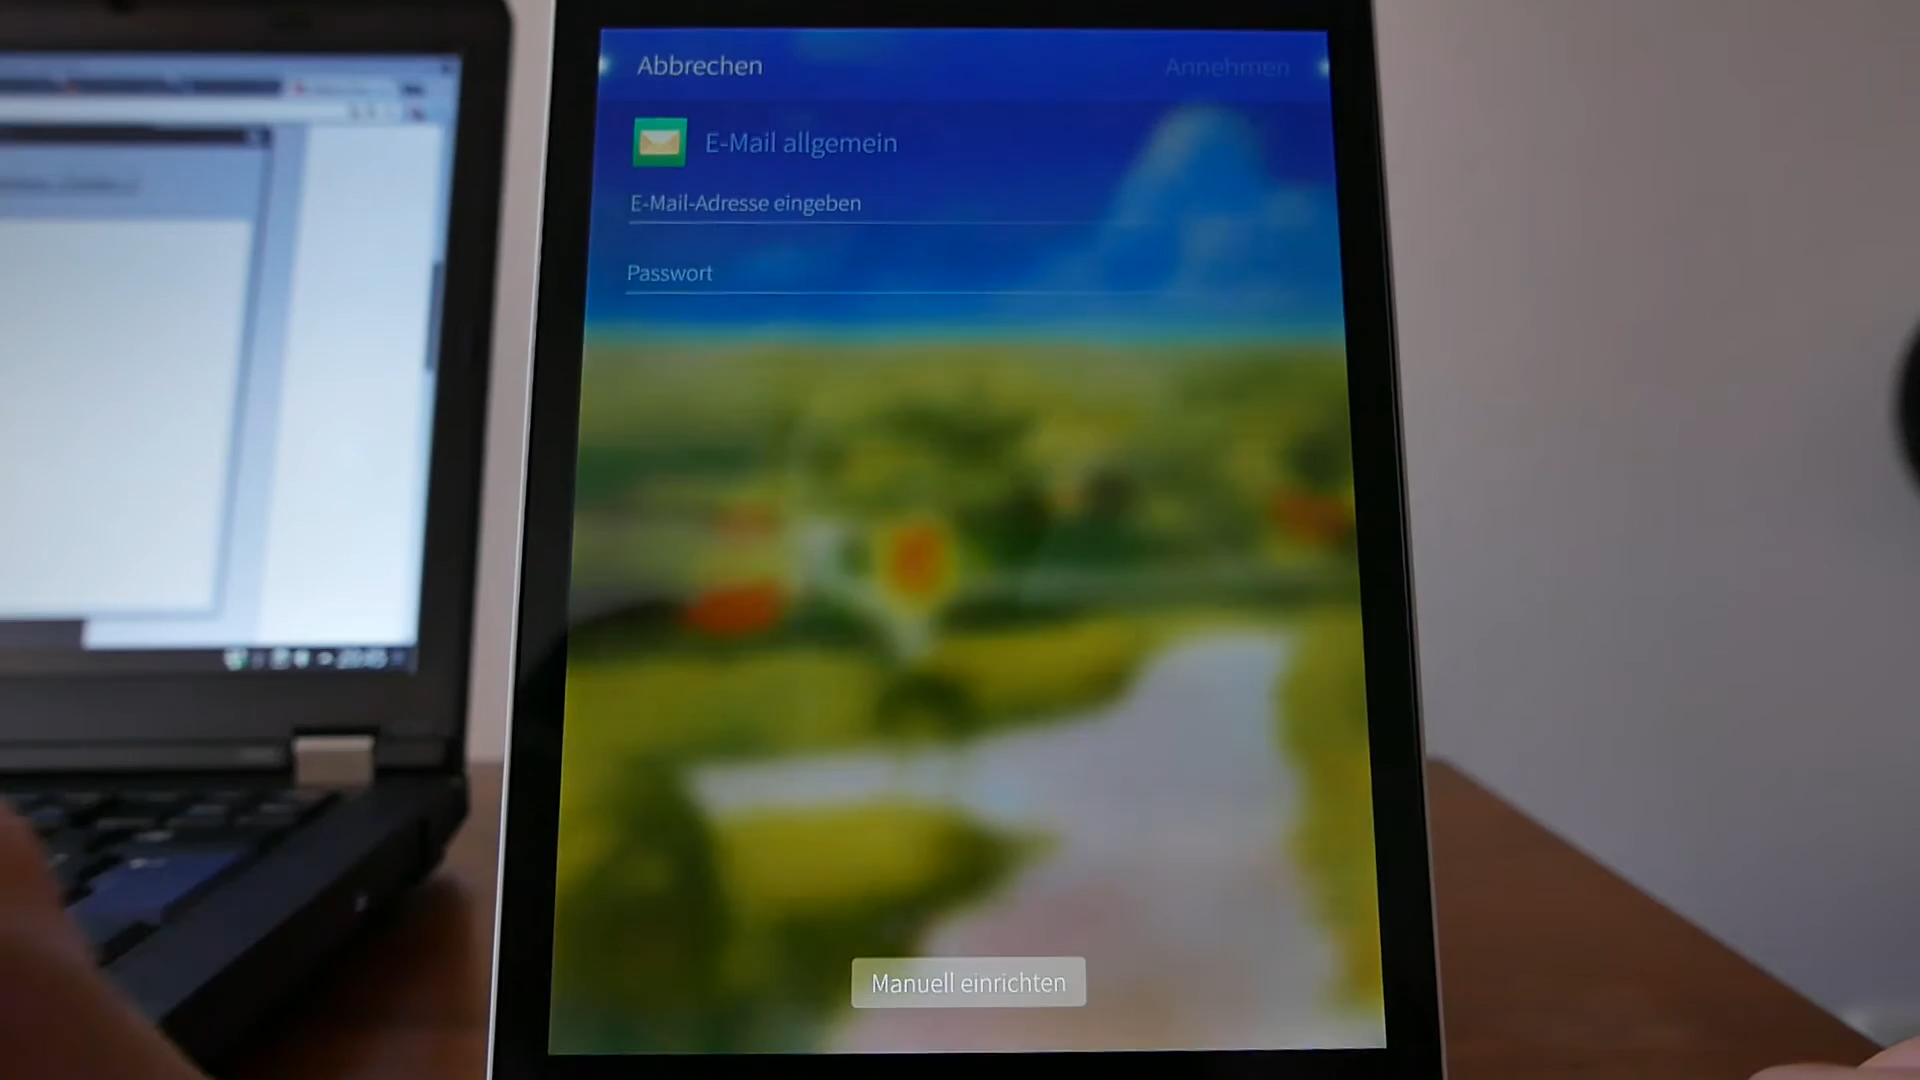 Abbrechen
Annehmen
E-Mail allgemein
E-Mail-Adresse eingeben
Passwort
Manuell einrichten